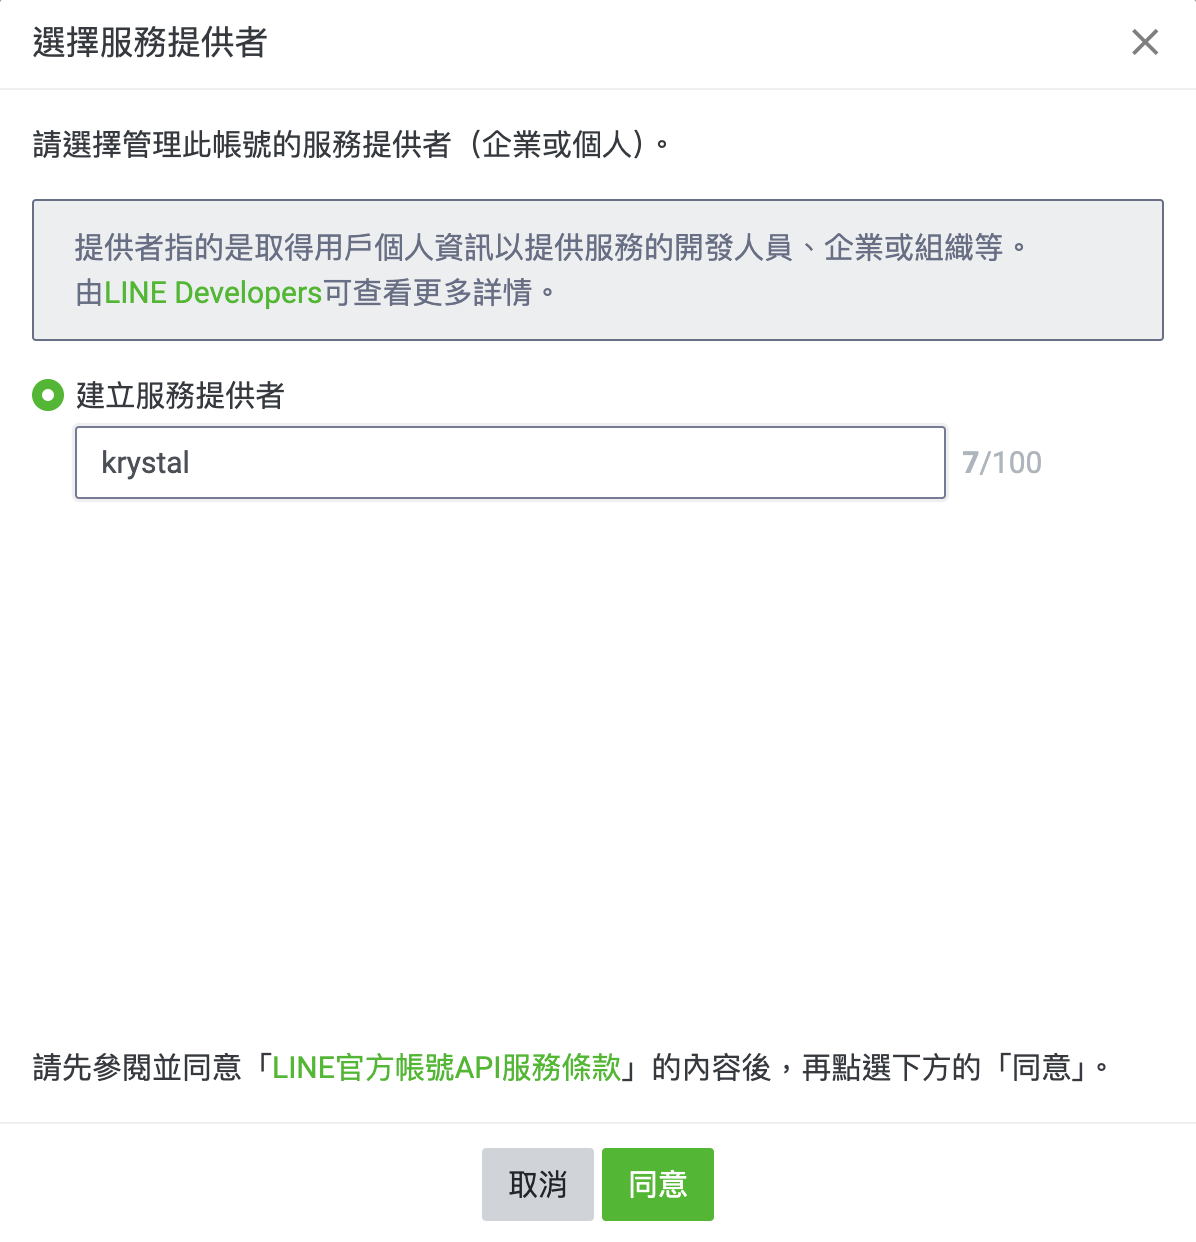 選擇服務提供者
請選擇管理此帳號的服務提供者（企業或個人）。
提供者指的是取得用戶個人資訊以提供服務的開發人員、企業或組織等。
由LINE Developers可查看更多詳情。
建立服務提供者
krystal 7/100
請先參閱並同意「LINE官方帳號API服務條款」的內容後，再點選下方的「同意」。
取消 同意